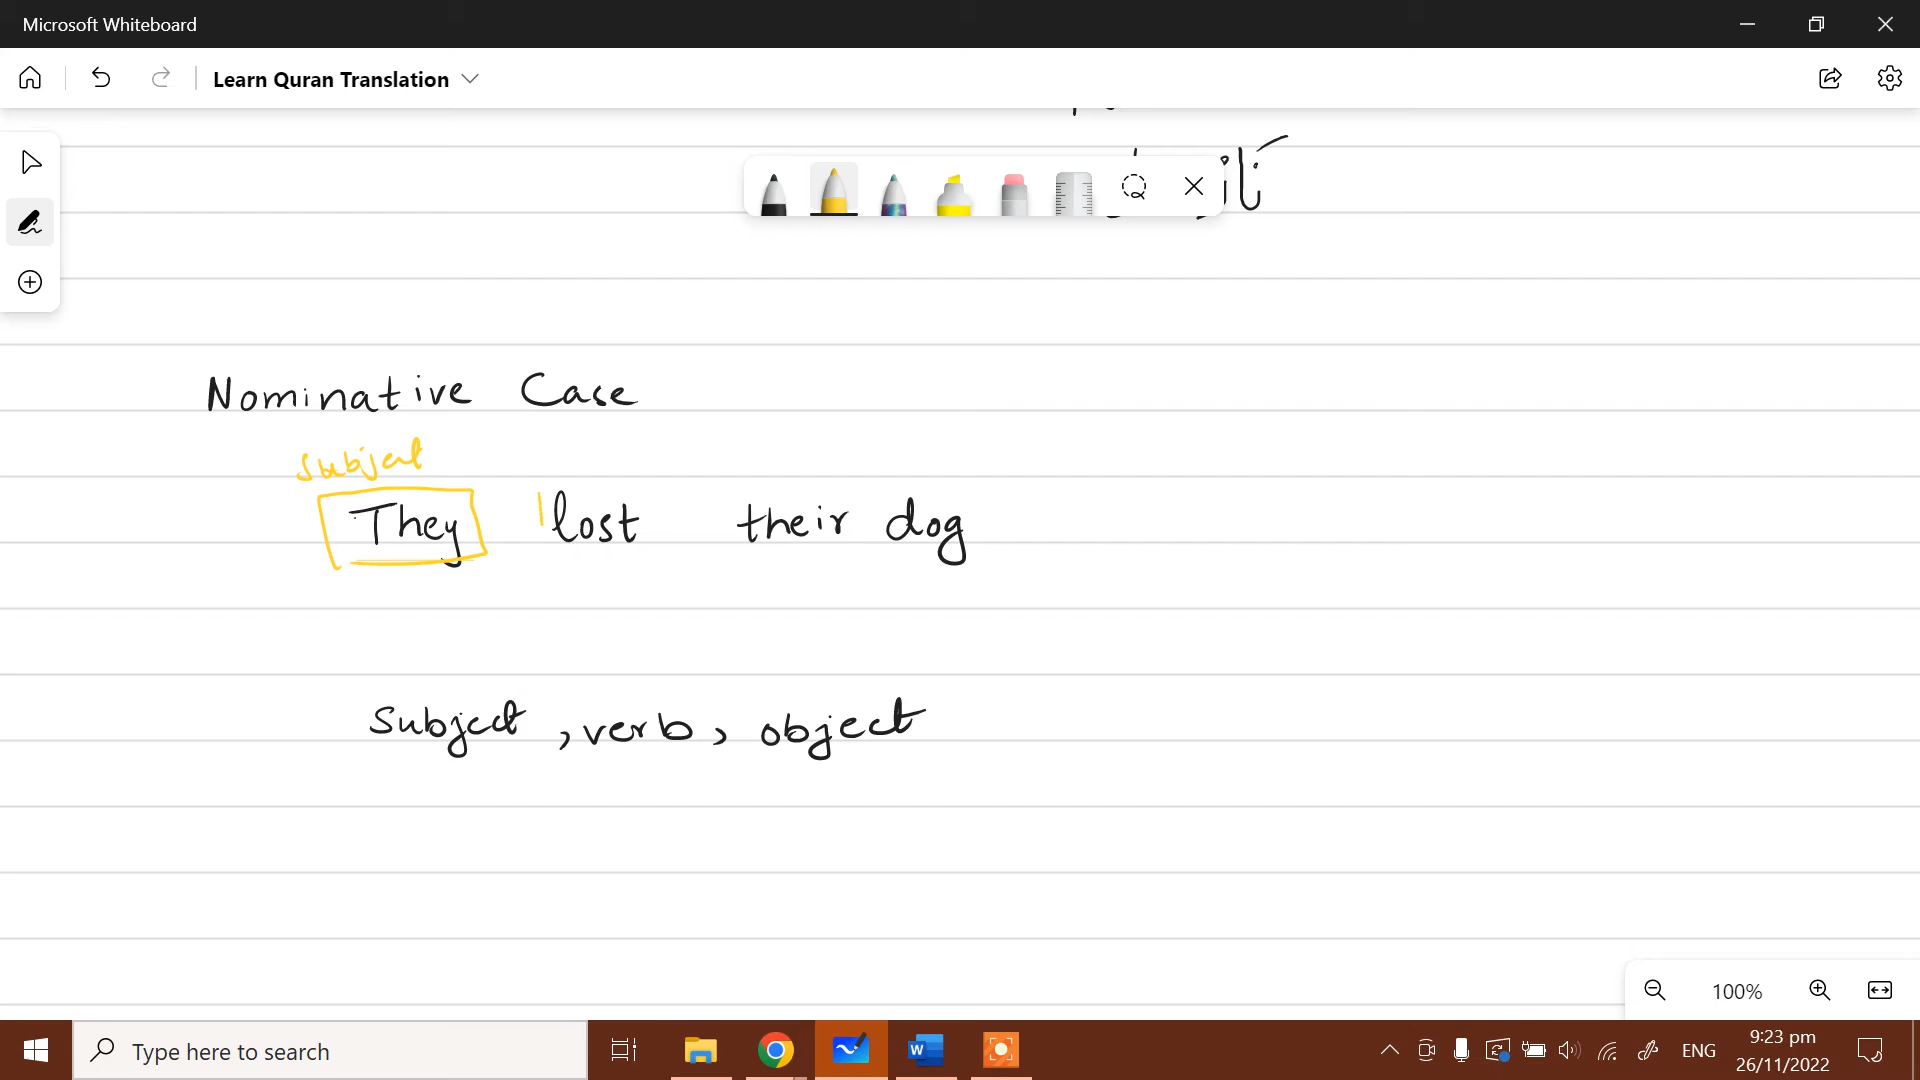 Microsoft Whiteboard
Learn Quran Translation
Nominative Case
subject
They lost their dog
Subject, verb, object
100%
Type here to search
ENG
9:23 pm
26/11/2022